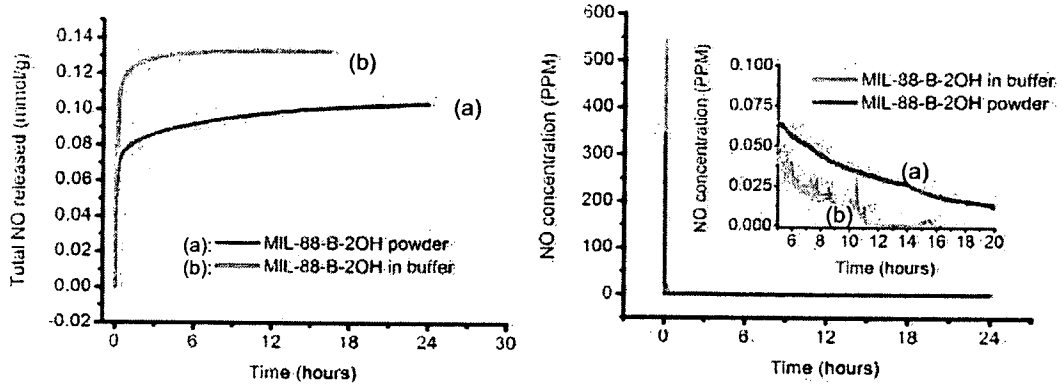 Total NO released (mmol/g)
0.14
0.12
0.10
0.08
0.06
0.04
0.02
0.00
-0.02
(b)
(a)
(a): MIL-88-B-2OH powder
(b): MIL-88-B-2OH in buffer
0 6 12 18 24 30
Time (hours)
NO concentration (PPM)
600
500
400
300
200
100
0
0 6 12 18 24
Time (hours)
NO concentration (PPM)
0.100
0.075
0.050
0.025
0.000
MIL-88-B-2OH in buffer
MIL-88-B-2OH powder
(a)
(b)
6 8 10 12 14 16 18 20
Time (hours)